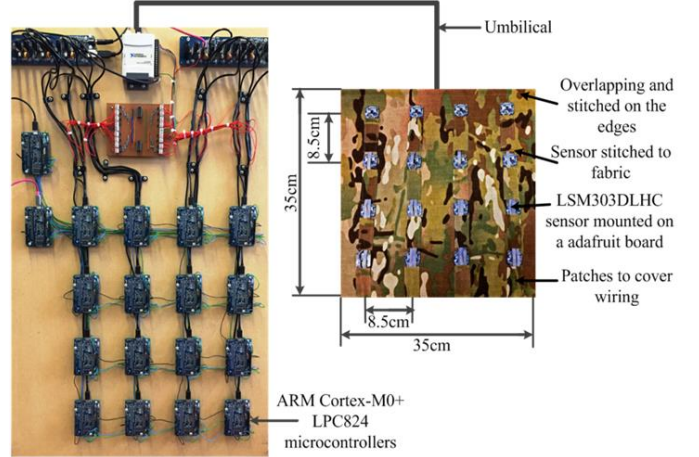 Umbilical
Overlapping and
stitched on the
edges
8.5cm
Sensor stitched to
fabric
35cm
LSM303DLHC
sensor mounted on
a adafruit board
Patches to cover
wiring
8.5cm
35cm
ARM Cortex-M0+
LPC824
microcontrollers